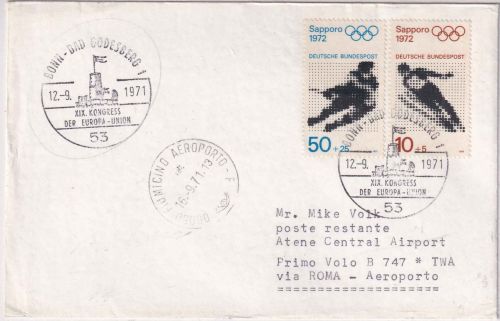 BONN-BAD GODESBERG 1
12.-9. 1971
XIX. KONGRESS
DER EUROPA-UNION
53
Sapporo
1972
DEUTSCHE BUNDESPOST
50 +25
Sapporo
1972
DEUTSCHE BUNDESPOST
10 +5
BONN-BAD GODESBERG 1
12.-9. 1971
XIX. KONGRESS
DER EUROPA-UNION
53
FIUMICINO AEROPORTO
16-9.71.13
Mr. Mike Volk
poste restante
Atene Central Airport
Primo Volo B 747 * TWA
via ROMA - Aeroporto
====================